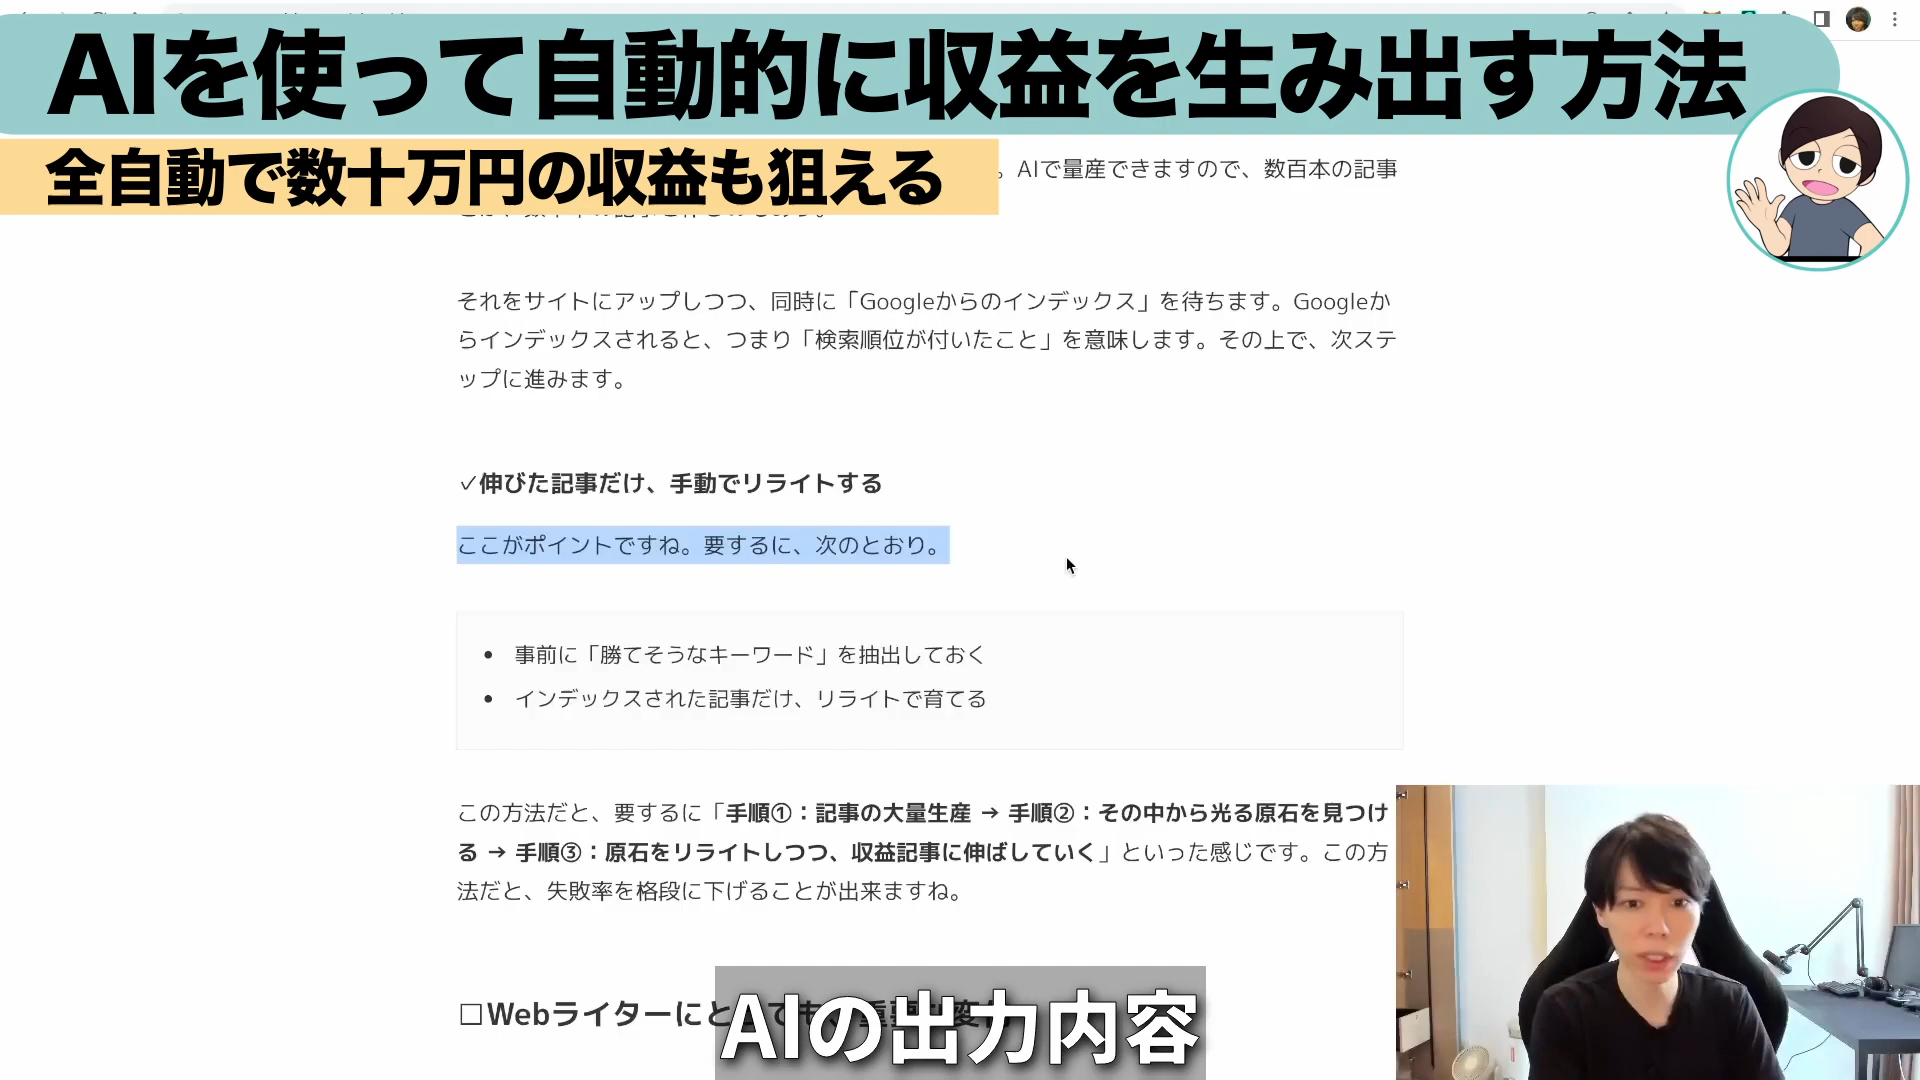 AIを使って自動的に収益を生み出す方法
全自動で数十万円の収益も狙える
。AIで量産できますので、数百本の記事
それをサイトにアップしつつ、同時に「Googleからのインデックス」を待ちます。Googleか
らインデックスされると、つまり「検索順位が付いたこと」を意味します。その上で、次ステ
ップに進みます。
✓伸びた記事だけ、手動でリライトする
ここがポイントですね。要するに、次のとおり。
• 事前に「勝てそうなキーワード」を抽出しておく
• インデックスされた記事だけ、リライトで育てる
この方法だと、要するに「手順①：記事の大量生産 → 手順②：その中から光る原石を見つけ
る → 手順③：原石をリライトしつつ、収益記事に伸ばしていく」といった感じです。この方
法だと、失敗率を格段に下げることが出来ますね。
□Webライターにと
AIの出力内容